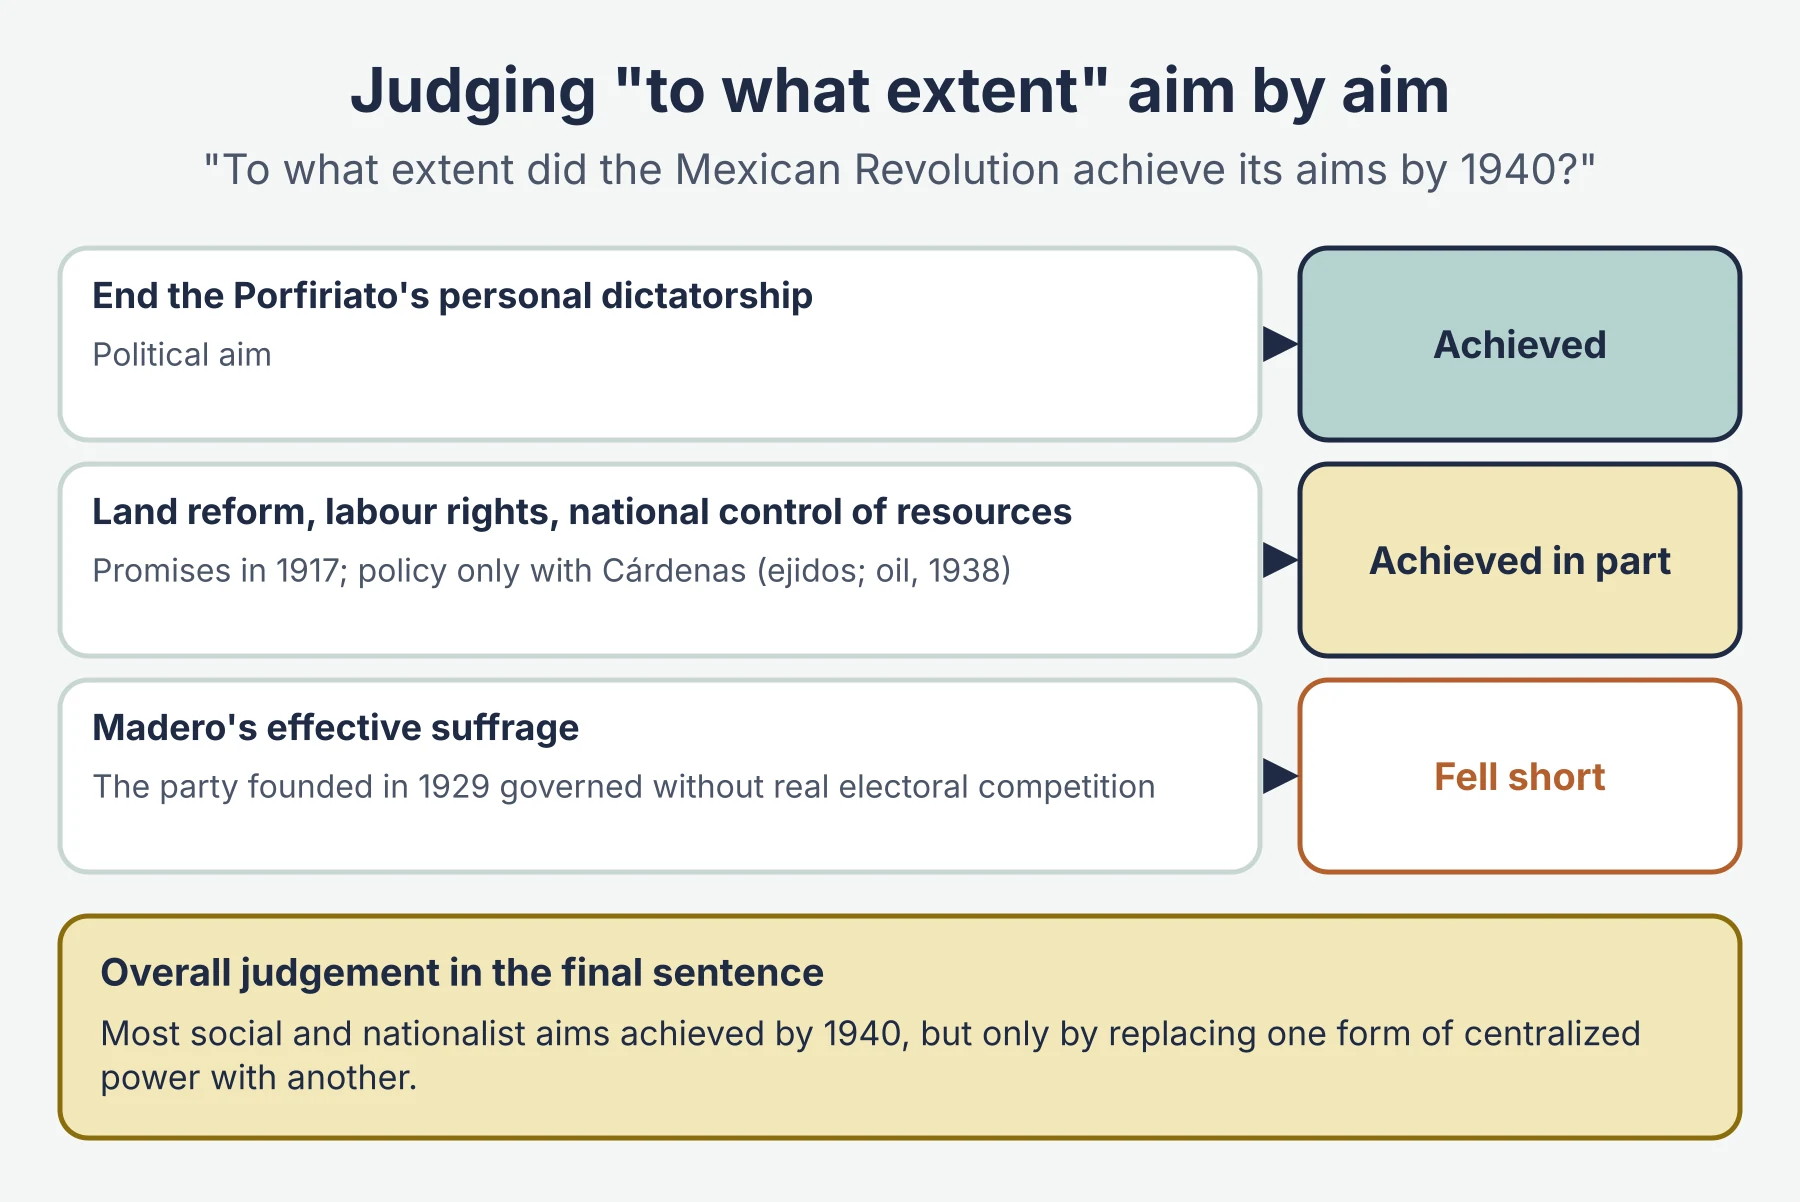 Judging "to what extent" aim by aim
"To what extent did the Mexican Revolution achieve its aims by 1940?"
End the Porfiriato's personal dictatorship
Political aim
Achieved
Land reform, labour rights, national control of resources
Promises in 1917; policy only with Cárdenas (ejidos; oil, 1938)
Achieved in part
Madero's effective suffrage
The party founded in 1929 governed without real electoral competition
Fell short
Overall judgement in the final sentence
Most social and nationalist aims achieved by 1940, but only by replacing one form of centralized
power with another.